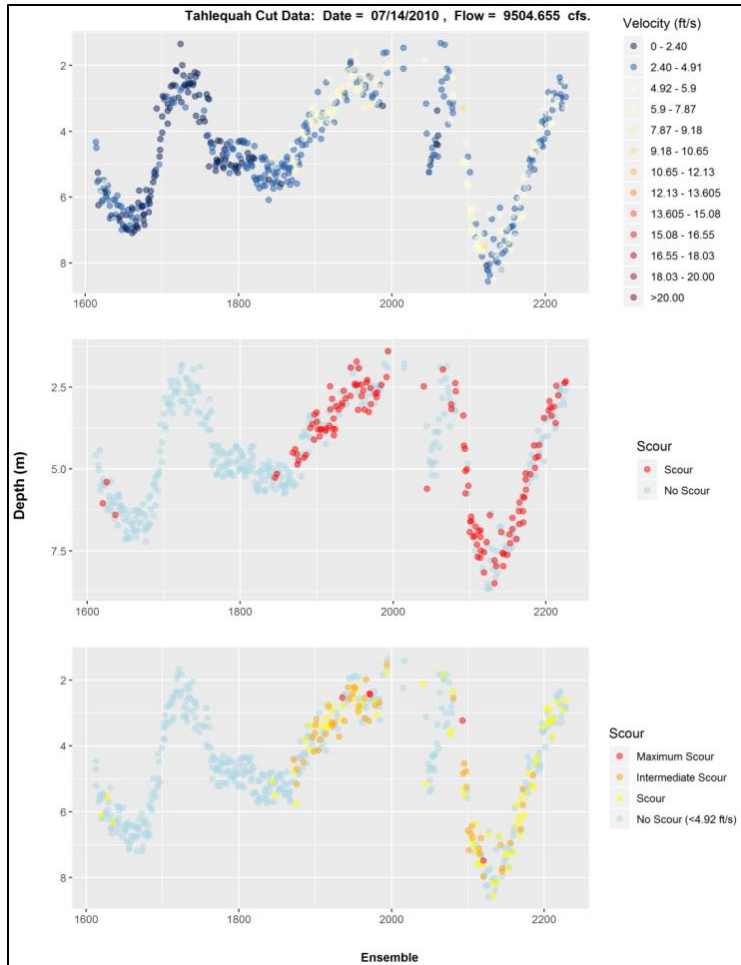 Tahlequah Cut Data: Date = 07/14/2010 , Flow = 9504.655 cfs.
Velocity (ft/s)
0 - 2.40
2.40 - 4.91
4.92 - 5.9
5.9 - 7.87
7.87 - 9.18
9.18 - 10.65
10.65 - 12.13
12.13 - 13.605
13.605 - 15.08
15.08 - 16.55
16.55 - 18.03
18.03 - 20.00
>20.00
2
4
6
8
1600 1800 2000 2200
Depth (m)
2.5
5.0
7.5
1600 1800 2000 2200
Scour
Scour
No Scour
2
4
6
8
1600 1800 2000 2200
Scour
Maximum Scour
Intermediate Scour
Scour
No Scour (<4.92 ft/s)
Ensemble